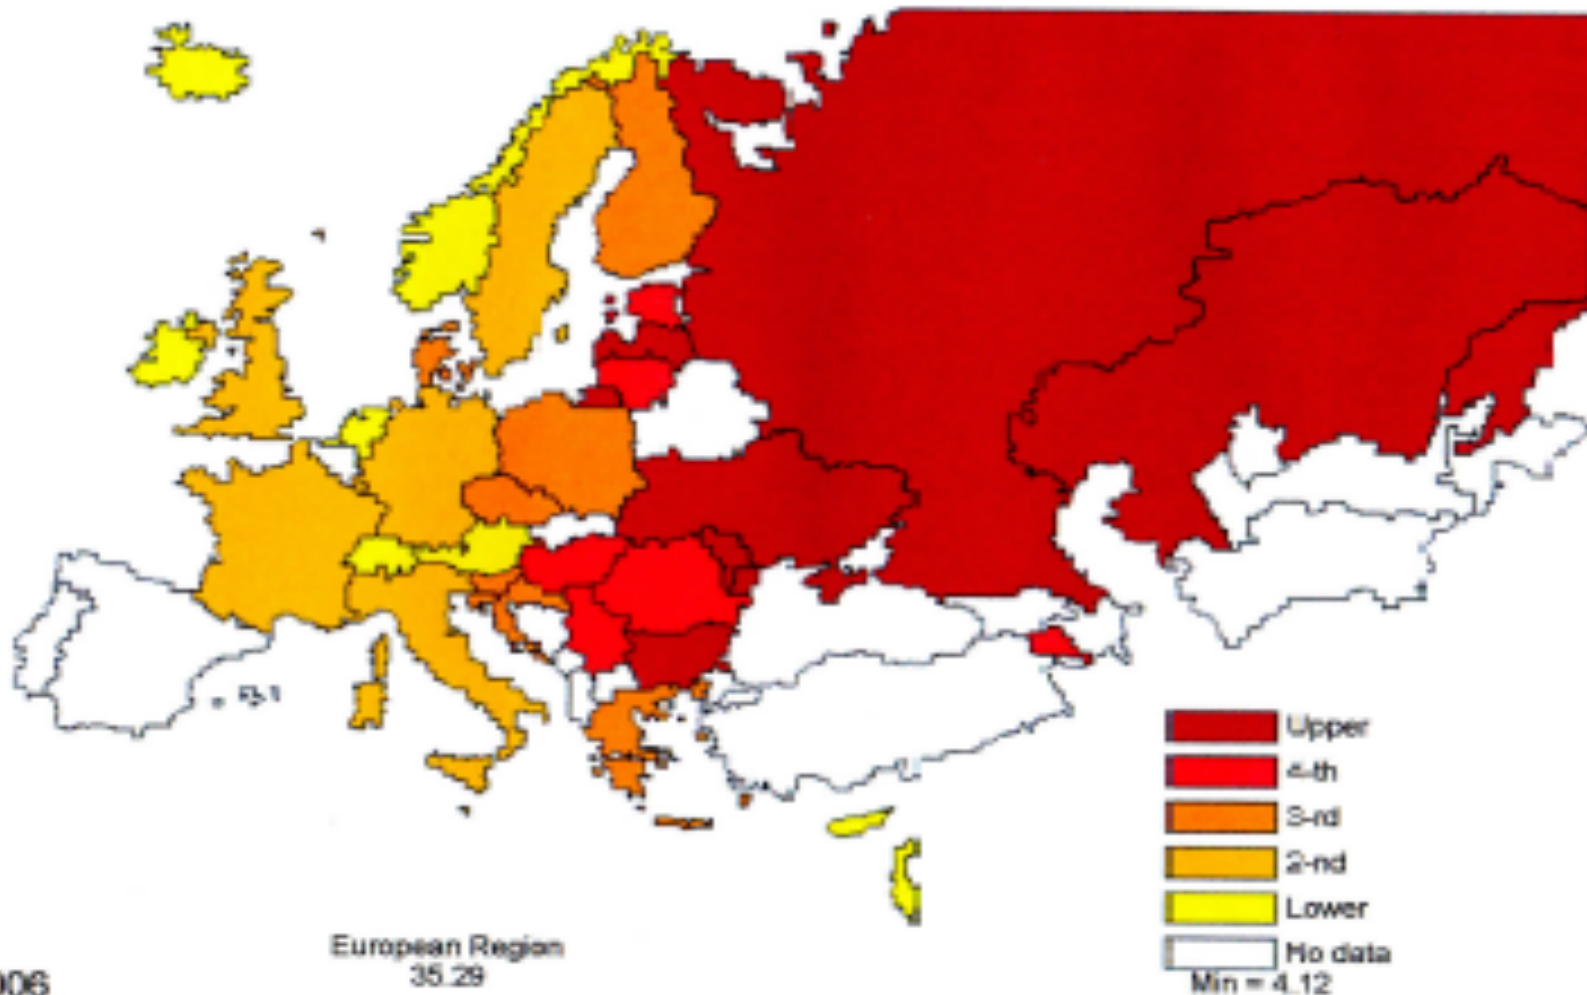 Upper
4-th
3-rd
2-nd
Lower
No data
European Region
35.29
Min = 4.12
006